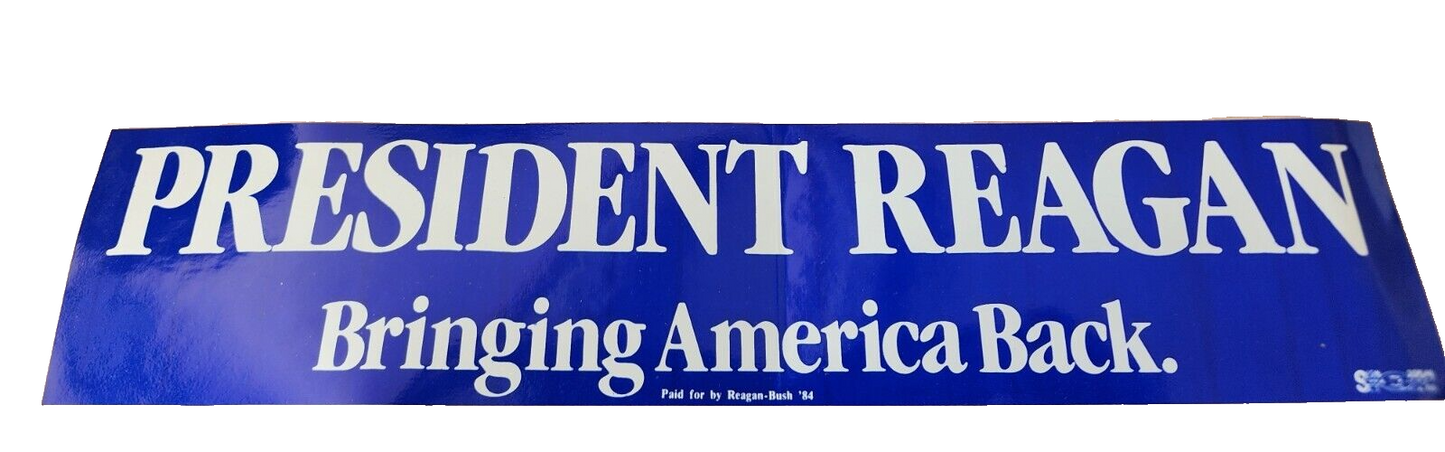 PRESIDENT REAGAN
Bringing America Back.
Paid for by Reagan-Bush '84